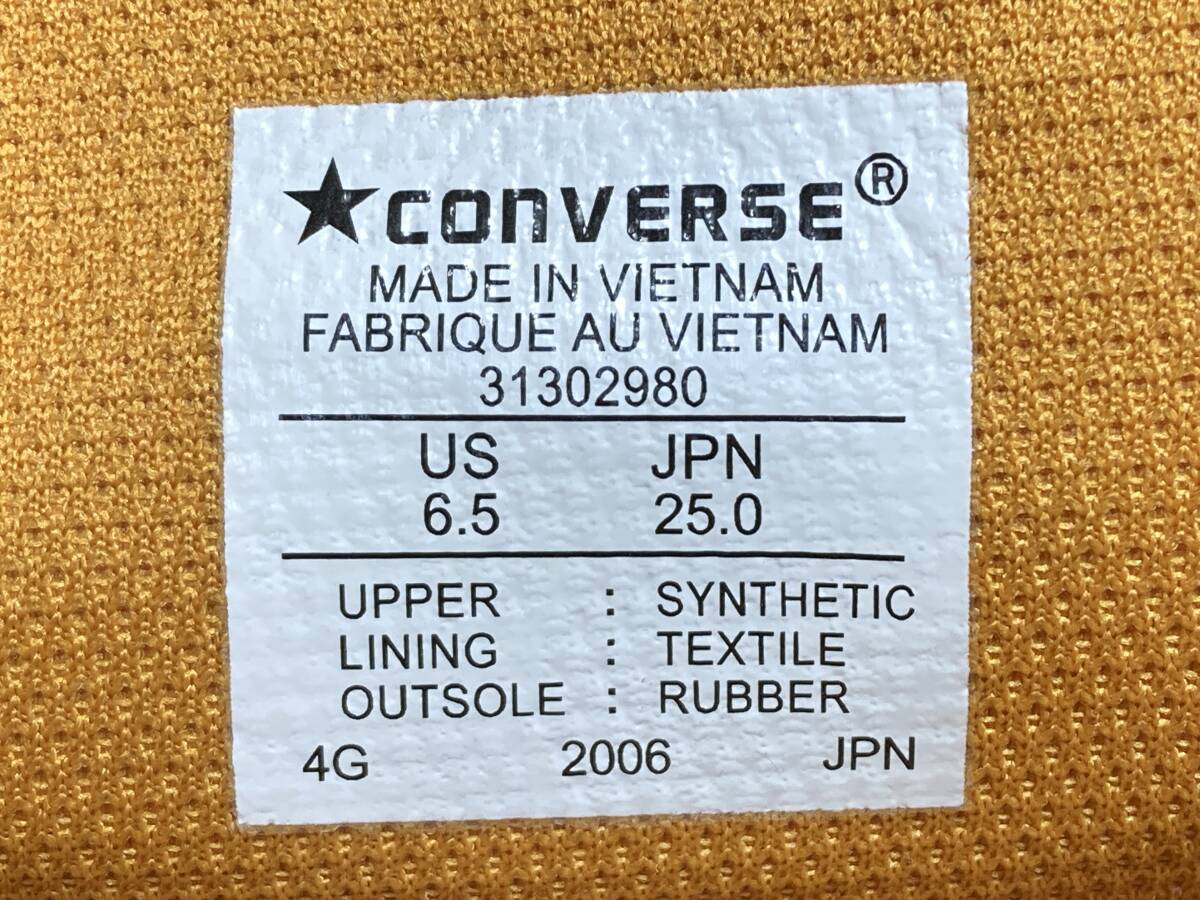 ★CONVERSE®
MADE IN VIETNAM
FABRIQUE AU VIETNAM
31302980
US JPN
6.5 25.0
UPPER : SYNTHETIC
LINING : TEXTILE
OUTSOLE : RUBBER
4G 2006 JPN